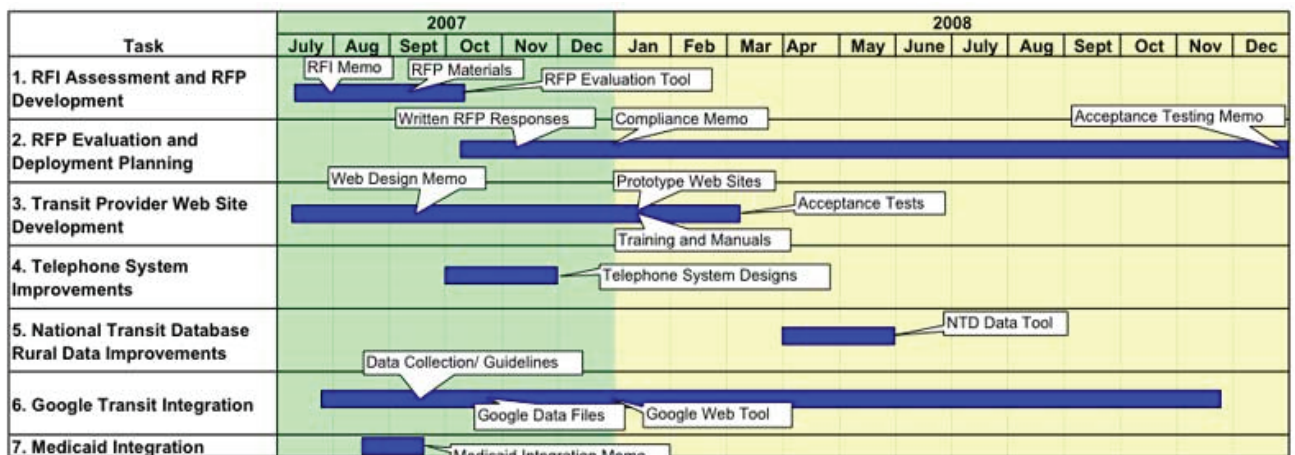 2007 2008
Task July Aug Sept Oct Nov Dec Jan Feb Mar Apr May June July Aug Sept Oct Nov Dec
1. RFI Assessment and RFP
Development
RFI Memo
RFP Materials
RFP Evaluation Tool
2. RFP Evaluation and
Deployment Planning
Written RFP Responses
Compliance Memo
Acceptance Testing Memo
3. Transit Provider Web Site
Development
Web Design Memo
Prototype Web Sites
Acceptance Tests
Training and Manuals
4. Telephone System
Improvements
Telephone System Designs
5. National Transit Database
Rural Data Improvements
NTD Data Tool
6. Google Transit Integration
Data Collection/ Guidelines
Google Data Files
Google Web Tool
7. Medicaid Integration
Medicaid Integration Memo